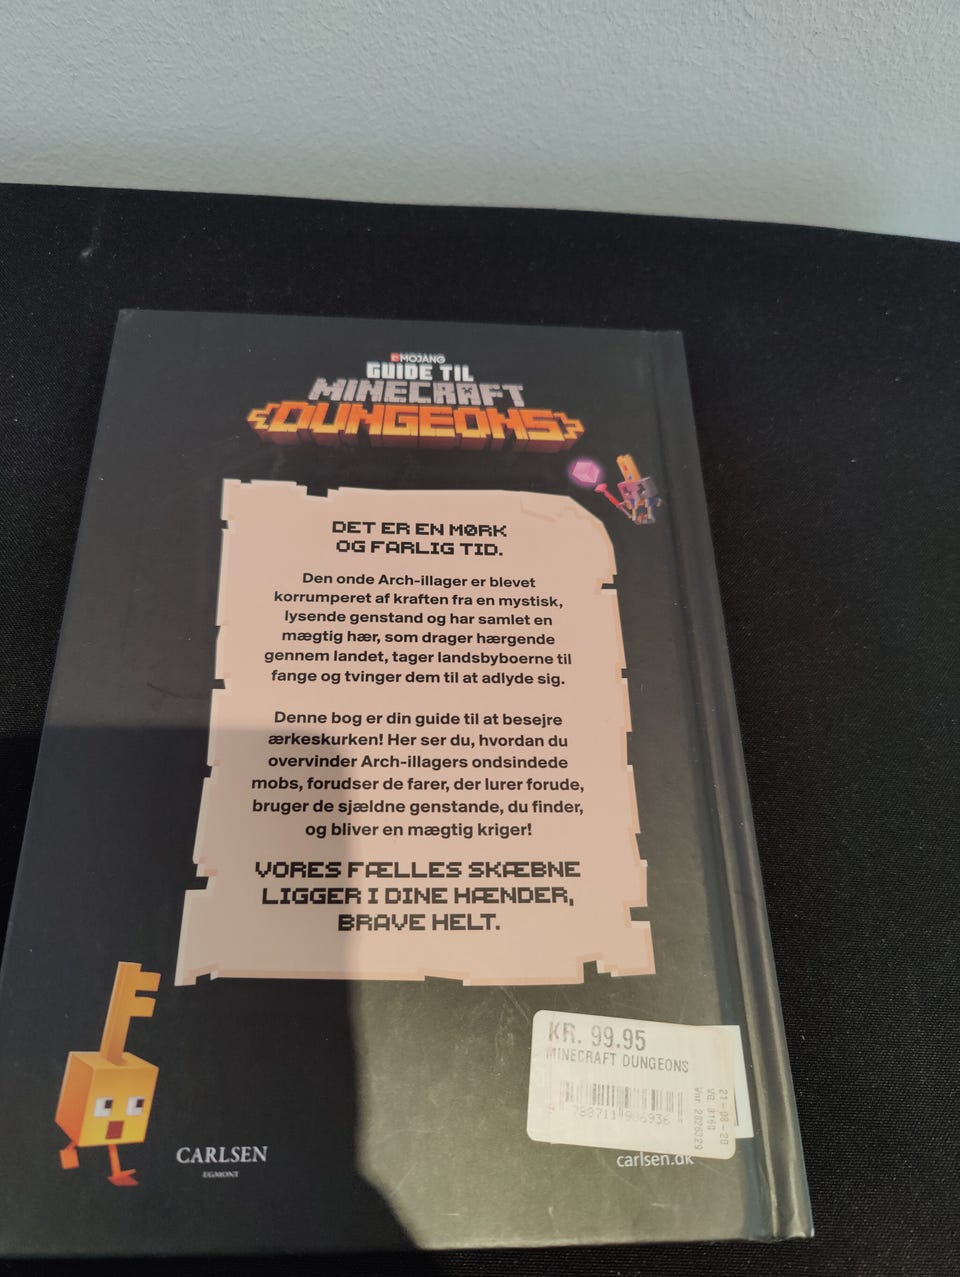 MOJANG
GUIDE TIL
MINECRAFT
DUNGEONS
DET ER EN MØRK
OG FARLIG TID.
Den onde Arch-illager er blevet
korrumperet af kraften fra en mystisk,
lysende genstand og har samlet en
mægtig hær, som drager hærgende
gennem landet, tager landsbyboerne til
fange og tvinger dem til at adlyde sig.
Denne bog er din guide til at besejre
ærkeskurken! Her ser du, hvordan du
overvinder Arch-illagers ondsindede
mobs, forudser de farer, der lurer forude,
bruger de sjældne genstande, du finder,
og bliver en mægtig kriger!
VORES FÆLLES SKÆBNE
LIGGER I DINE HÆNDER,
BRAVE HELT.
KR. 99.95
MINECRAFT DUNGEONS
21-08-20
Vnr 2826329
CARLSEN
EGMONT
carlsen.dk